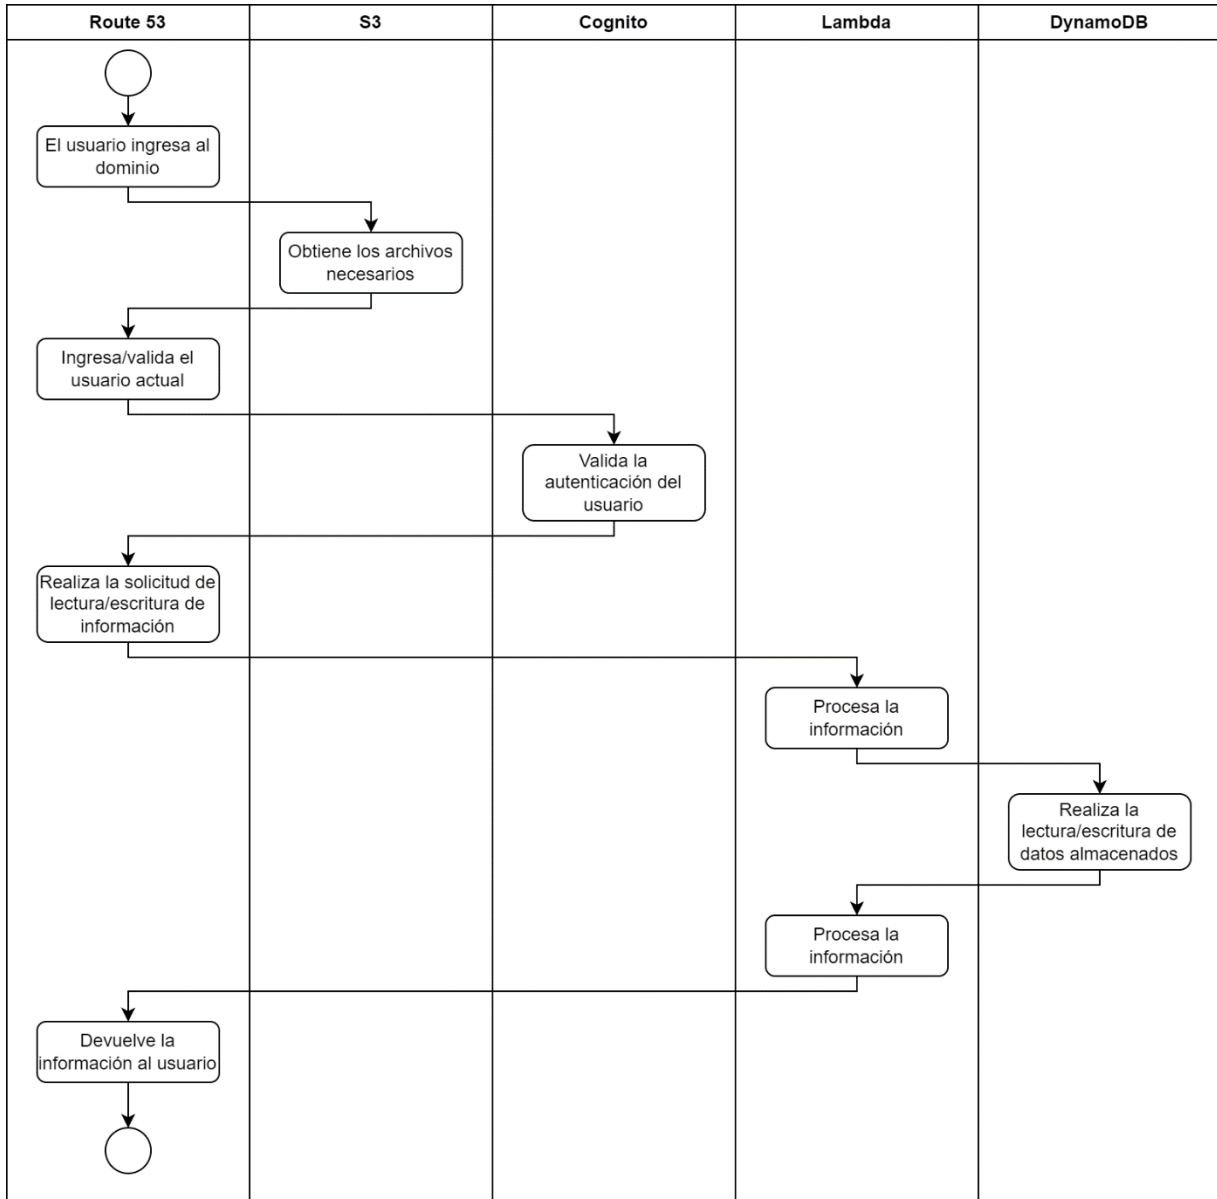 Route 53
S3
Cognito
Lambda
DynamoDB
El usuario ingresa al
dominio
Obtiene los archivos
necesarios
Ingresa/valida el
usuario actual
Valida la
autenticación del
usuario
Realiza la solicitud de
lectura/escritura de
información
Procesa la
información
Realiza la
lectura/escritura de
datos almacenados
Procesa la
información
Devuelve la
información al usuario